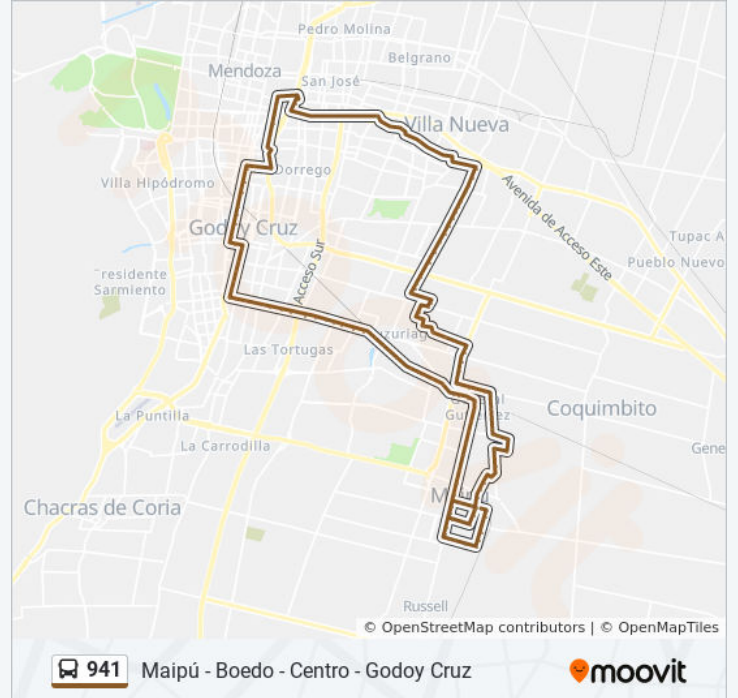 Pedro Molina
Belgrano
Mendoza
San José
Villa Nueva
Dorrego
Villa Hipódromo
Avenida de Acceso Este
Godoy Cruz
Tupac A
Pueblo Nuevo
Acceso Sur
residente
Sarmiento
uzuriag
Las Tortugas
Coquimbito
La Puntilla
La Carrodilla
Gene
Chacras de Coria
Russell
© OpenStreetMap contributors | © OpenMapTiles
941 Maipú - Boedo - Centro - Godoy Cruz
moovit